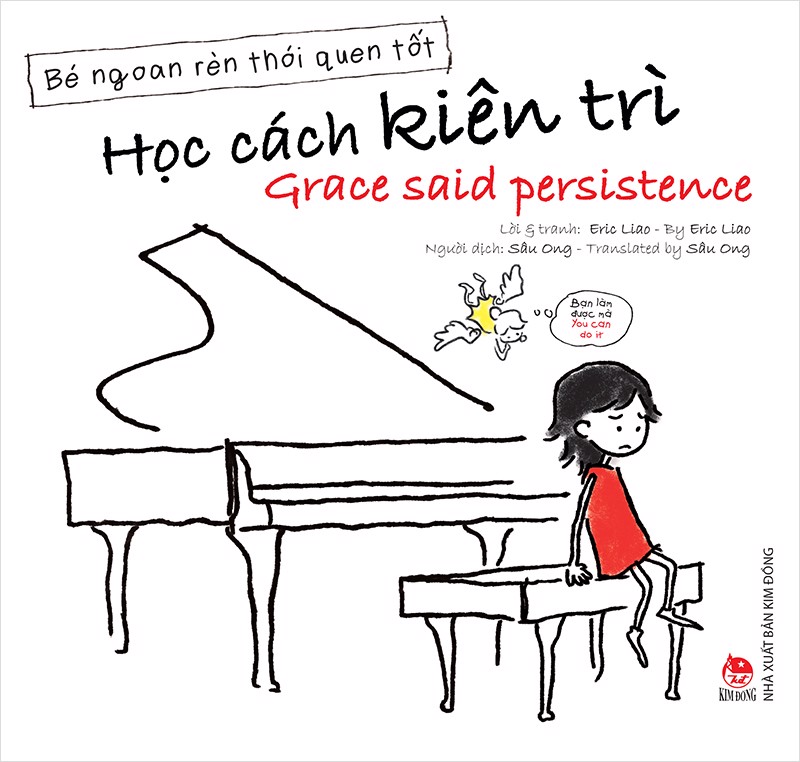 Bé ngoan rèn thói quen tốt
Học cách kiên trì
Grace said persistence
Lời & tranh: Eric Liao - By Eric Liao
Người dịch: Sâu Ong - Translated by Sâu Ong
Bạn làm
được mà
You can
do it
KIM ĐỒNG
NHÀ XUẤT BẢN KIM ĐỒNG